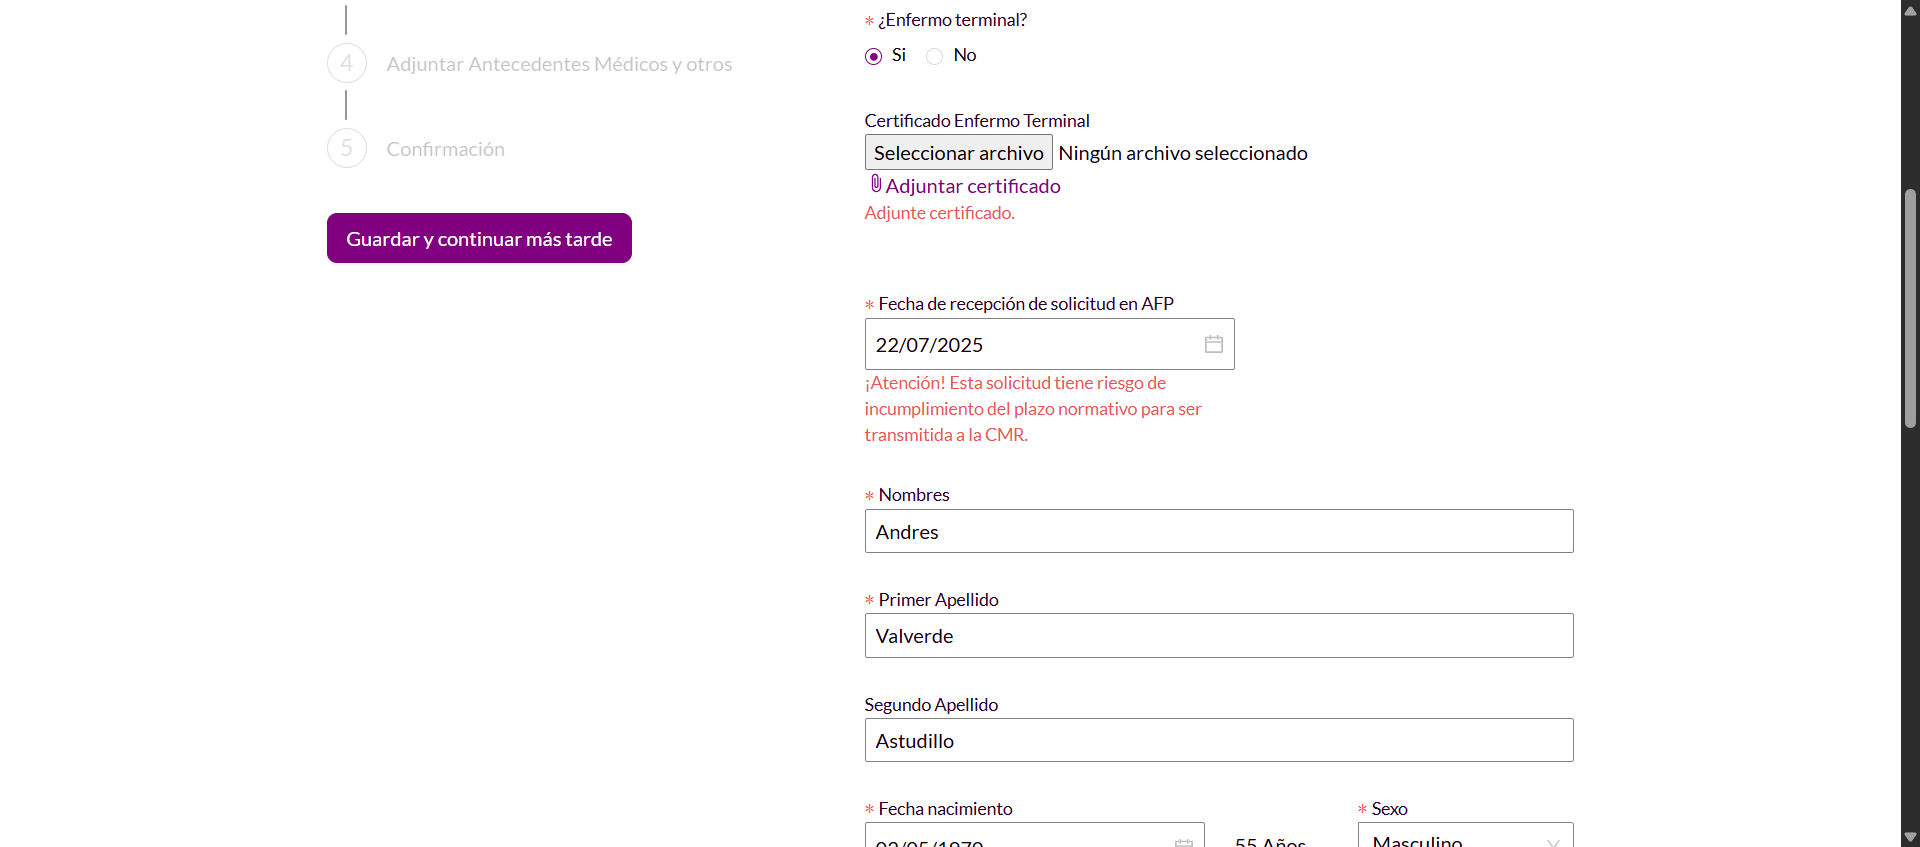 4 Adjuntar Antecedentes Médicos y otros
5 Confirmación
Guardar y continuar más tarde
* ¿Enfermo terminal?
Si No
Certificado Enfermo Terminal
Seleccionar archivo Ningún archivo seleccionado
Adjuntar certificado
Adjunte certificado.
* Fecha de recepción de solicitud en AFP
22/07/2025
¡Atención! Esta solicitud tiene riesgo de
incumplimiento del plazo normativo para ser
transmitida a la CMR.
* Nombres
Andres
* Primer Apellido
Valverde
Segundo Apellido
Astudillo
* Fecha nacimiento * Sexo
02/05/1970 55 Años Masculino